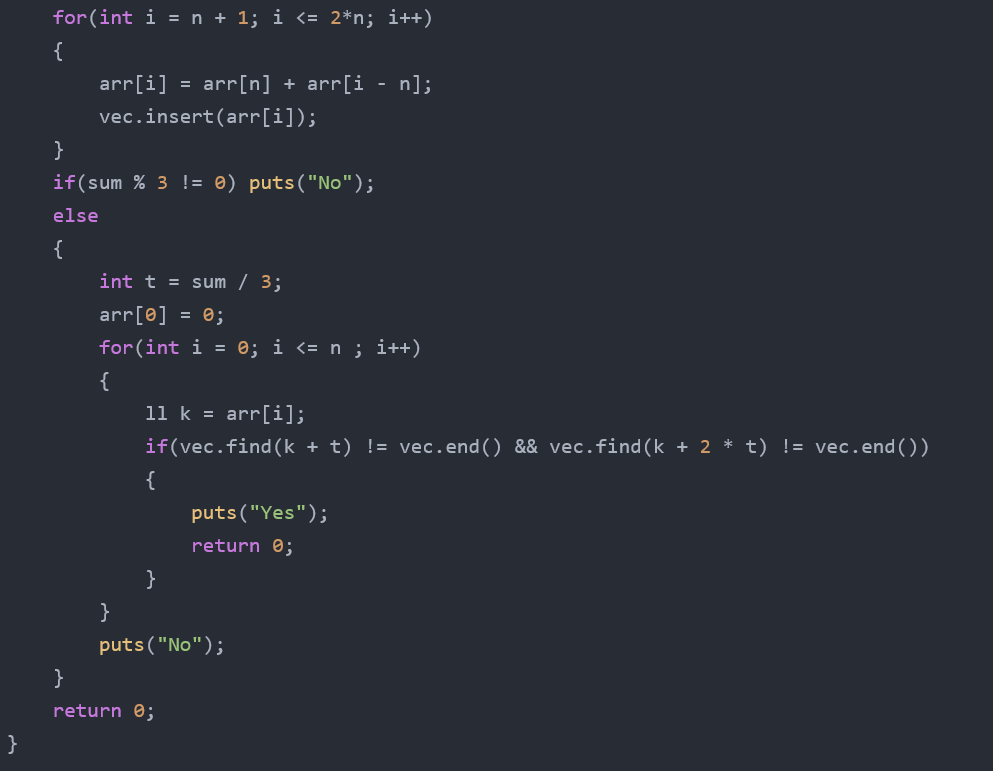 for(int i = n + 1; i <= 2*n; i++)
    {
        arr[i] = arr[n] + arr[i - n];
        vec.insert(arr[i]);
    }
    if(sum % 3 != 0) puts("No");
    else
    {
        int t = sum / 3;
        arr[0] = 0;
        for(int i = 0; i <= n ; i++)
        {
            ll k = arr[i];
            if(vec.find(k + t) != vec.end() && vec.find(k + 2 * t) != vec.end())
            {
                puts("Yes");
                return 0;
            }
        }
        puts("No");
    }
    return 0;
}